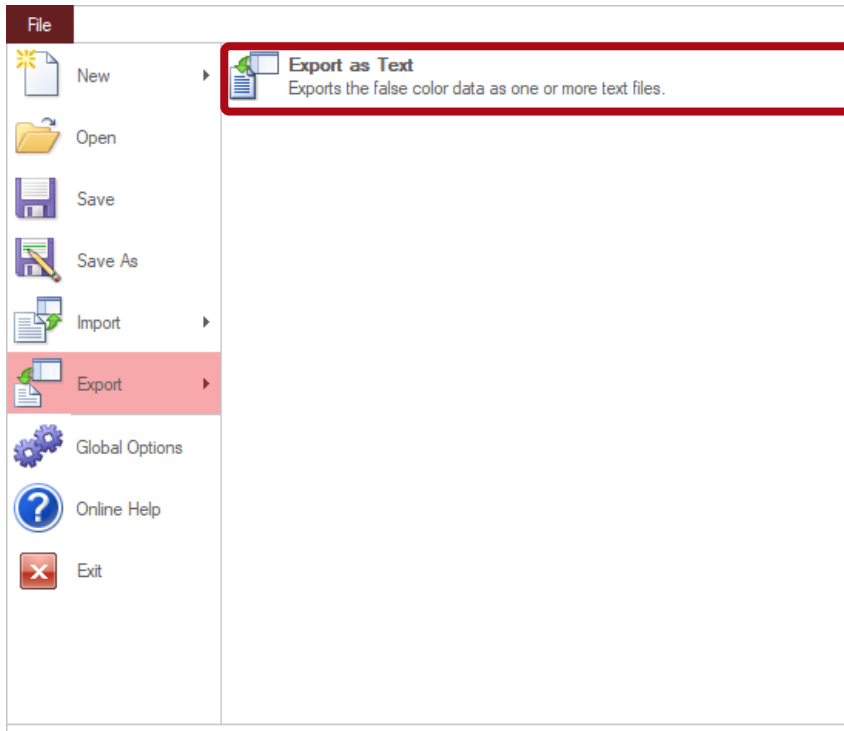 File
New
Open
Save
Save As
Import
Export
Global Options
Online Help
Exit
Export as Text
Exports the false color data as one or more text files.